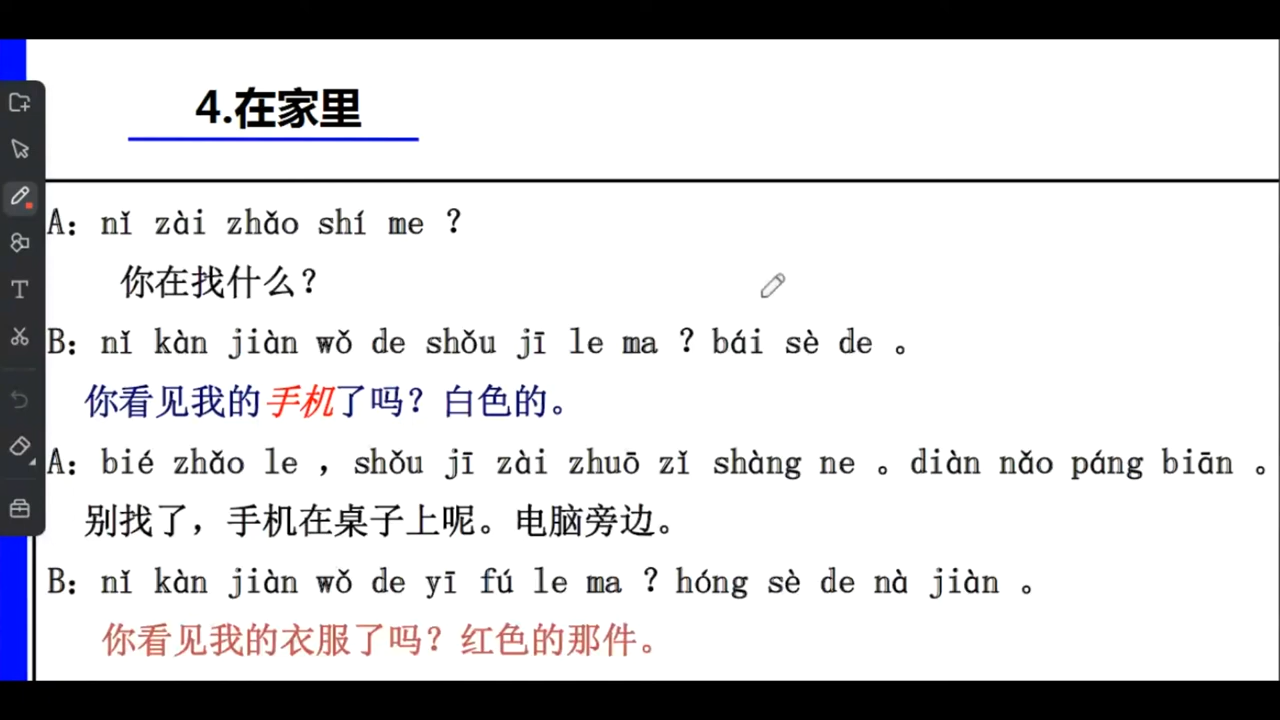 4.在家里
A: nǐ zài zhǎo shí me ？
你在找什么？
B: nǐ kàn jiàn wǒ de shǒu jī le ma ？bái sè de 。
你看见我的手机了吗？白色的。
A: bié zhǎo le ，shǒu jī zài zhuō zǐ shàng ne 。diàn nǎo páng biān 。
别找了，手机在桌子上呢。电脑旁边。
B: nǐ kàn jiàn wǒ de yī fú le ma ？hóng sè de nà jiàn 。
你看见我的衣服了吗？红色的那件。